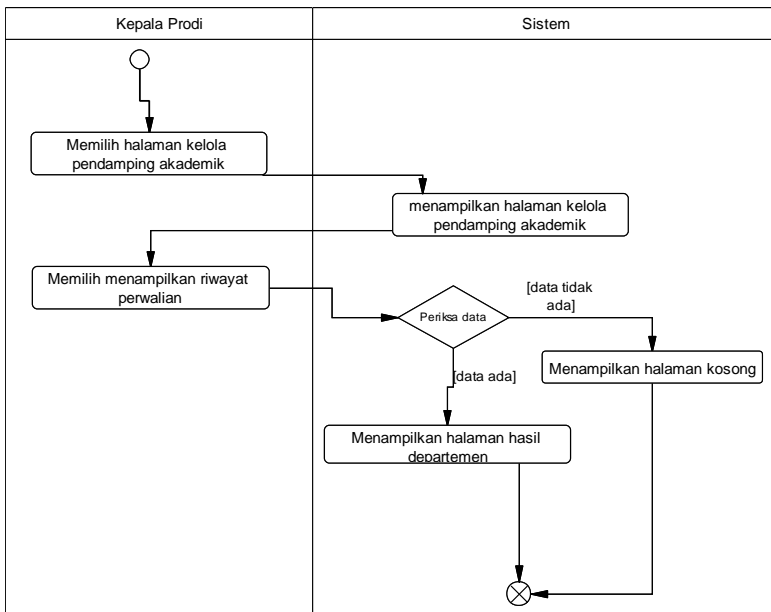 Kepala Prodi
Sistem
Memilih halaman kelola
pendamping akademik
menampilkan halaman kelola
pendamping akademik
Memilih menampilkan riwayat
perwalian
Periksa data
[data tidak
ada]
Menampilkan halaman kosong
[data ada]
Menampilkan halaman hasil
departemen